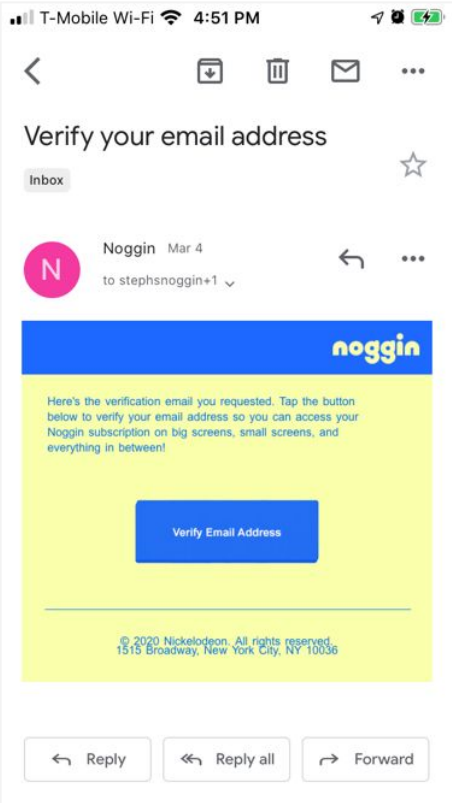 T-Mobile Wi-Fi 4:51 PM
Verify your email address
Inbox
N
Noggin Mar 4
to stephsnoggin+1
noggin
Here's the verification email you requested. Tap the button
below to verify your email address so you can access your
Noggin subscription on big screens, small screens, and
everything in between!
Verify Email Address
© 2020 Nickelodeon. All rights reserved.
1515 Broadway, New York City, NY 10036
Reply
Reply all
Forward